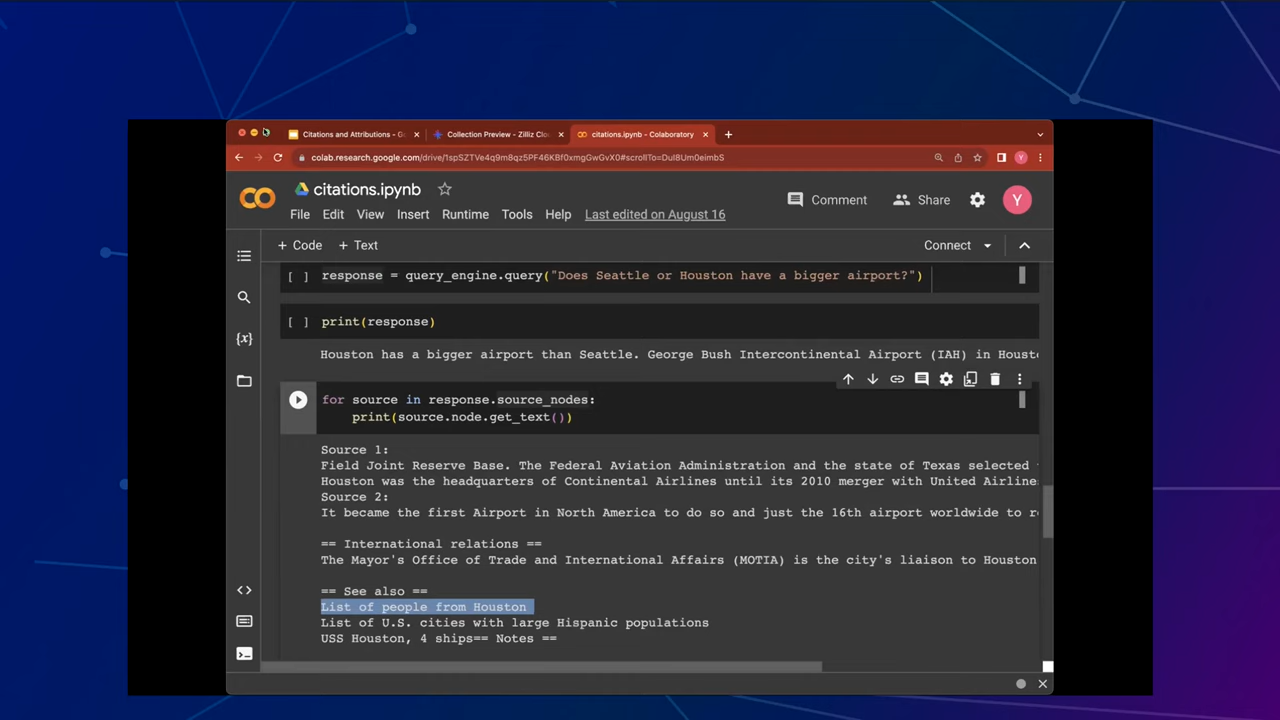 Citations and Attributions - G
Collection Preview - Zilliz Clo
citations.ipynb - Colaboratory
colab.research.google.com/drive/1spSZTVe4q9m8qz5PF46KBf0xmgGwGvX0#scrollTo=DuI8Um0eimbS
Y
citations.ipynb
Comment
Share
Y
File Edit View Insert Runtime Tools Help Last edited on August 16
+ Code + Text
Connect
[ ] response = query_engine.query("Does Seattle or Houston have a bigger airport?")
[ ] print(response)
Houston has a bigger airport than Seattle. George Bush Intercontinental Airport (IAH) in Houst
for source in response.source_nodes:
print(source.node.get_text())
Source 1:
Field Joint Reserve Base. The Federal Aviation Administration and the state of Texas selected
Houston was the headquarters of Continental Airlines until its 2010 merger with United Airline
Source 2:
It became the first Airport in North America to do so and just the 16th airport worldwide to r
== International relations ==
The Mayor's Office of Trade and International Affairs (MOTIA) is the city's liaison to Houston
== See also ==
List of people from Houston
List of U.S. cities with large Hispanic populations
USS Houston, 4 ships== Notes ==